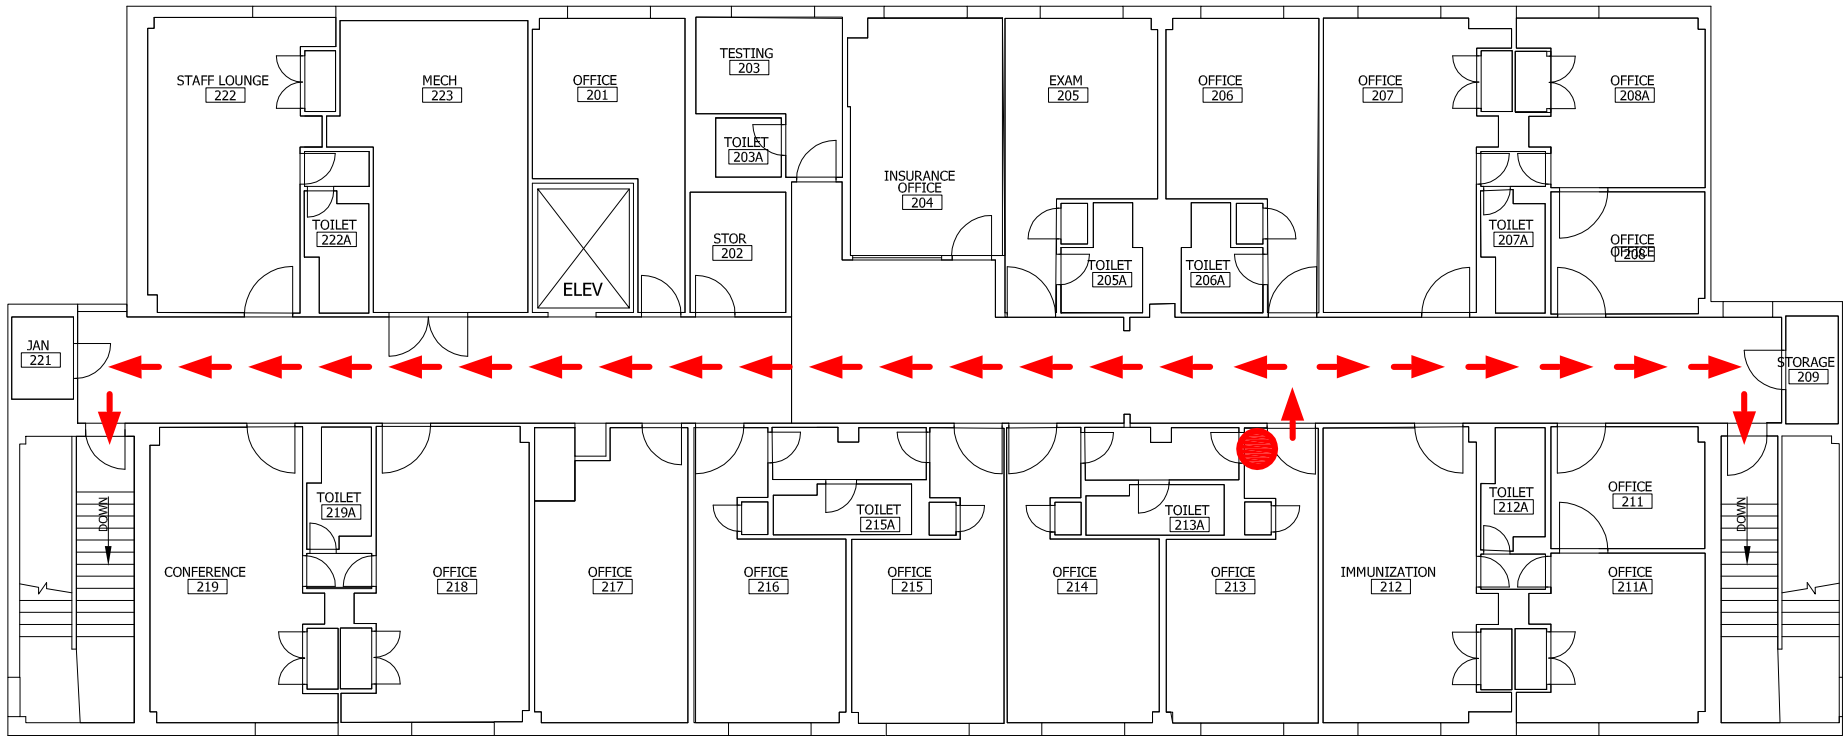 STAFF LOUNGE
222
MECH
223
OFFICE
201
TESTING
203
TOILET
203A
INSURANCE
OFFICE
204
EXAM
205
OFFICE
206
OFFICE
207
OFFICE
208A
TOILET
222A
ELEV
STOR
202
TOILET
205A
TOILET
206A
TOILET
207A
OFFICE
OFFICE
208
JAN
221
STORAGE
209
DOWN
CONFERENCE
219
TOILET
219A
OFFICE
218
OFFICE
217
OFFICE
216
TOILET
215A
OFFICE
215
OFFICE
214
TOILET
213A
OFFICE
213
IMMUNIZATION
212
TOILET
212A
OFFICE
211
OFFICE
211A
DOWN